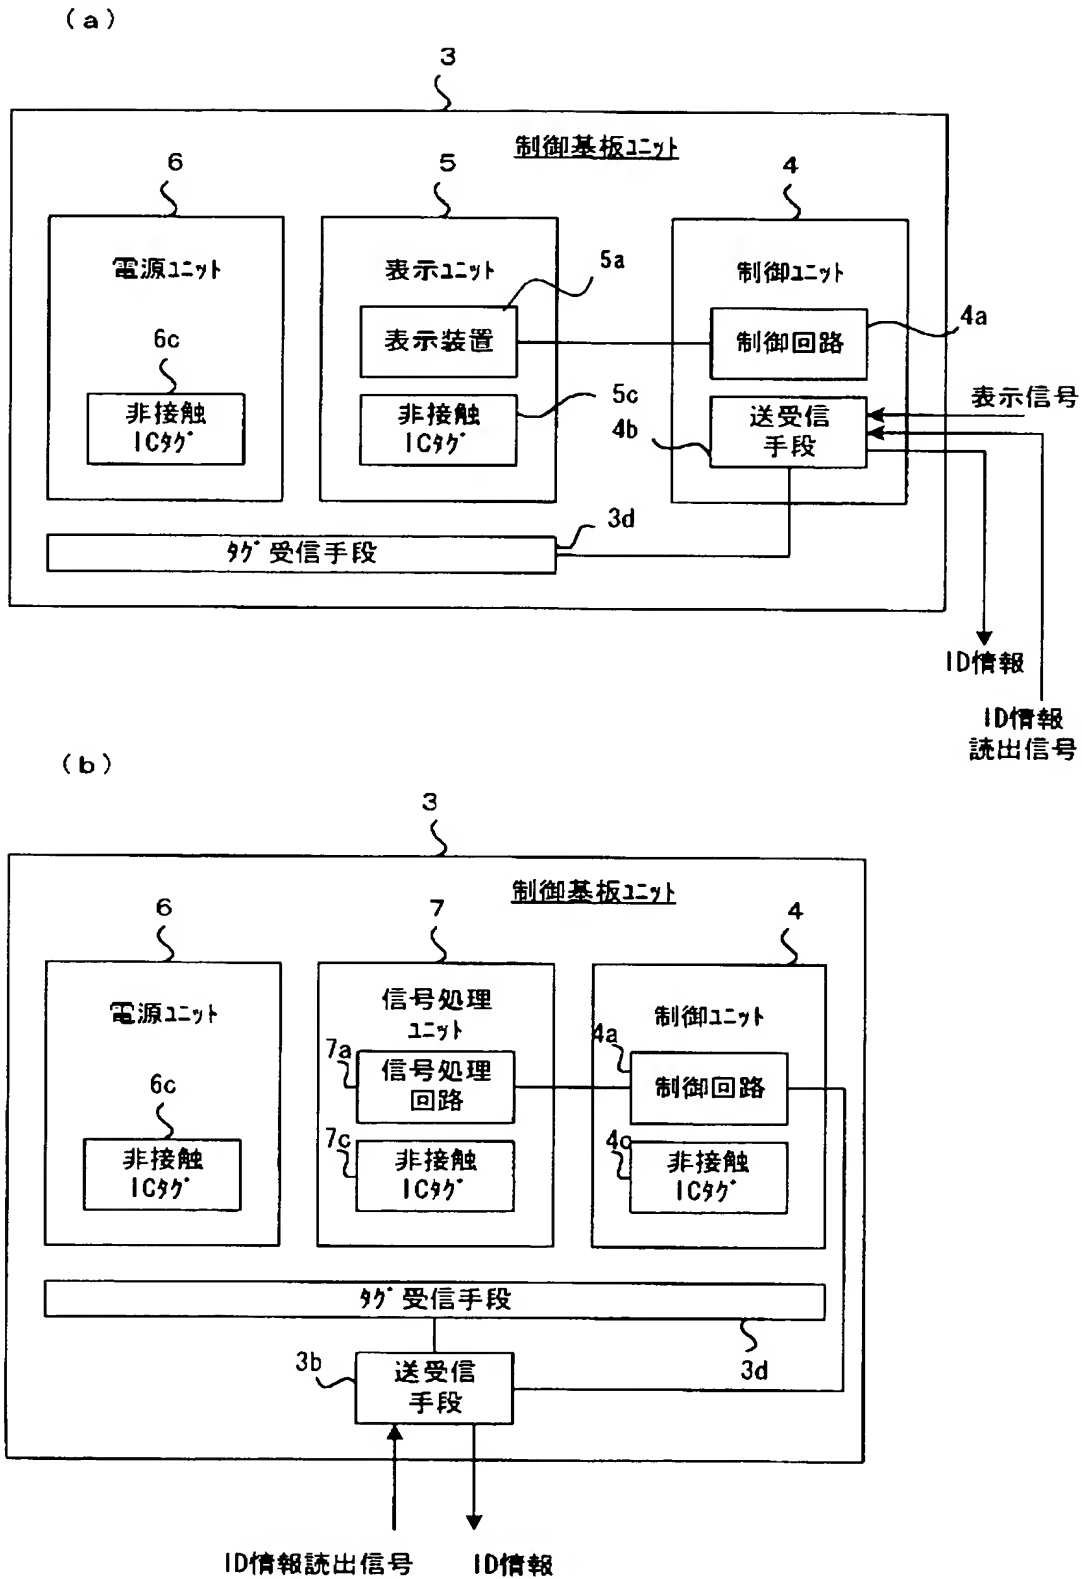 (a)
3
制御基板ﾕﾆｯﾄ
6
5
4
電源ﾕﾆｯﾄ
表示ﾕﾆｯﾄ
5a
制御ﾕﾆｯﾄ
表示装置
制御回路
4a
6c
非接触
ICﾀｸﾞ
非接触
ICﾀｸﾞ
5c
4b
送受信
手段
表示信号
3d
ﾀｸﾞ受信手段
ID情報
ID情報
読出信号
(b)
3
制御基板ﾕﾆｯﾄ
6
7
4
電源ﾕﾆｯﾄ
信号処理
ﾕﾆｯﾄ
制御ﾕﾆｯﾄ
7a
信号処理
回路
4a
制御回路
6c
非接触
ICﾀｸﾞ
7c
非接触
ICﾀｸﾞ
4c
非接触
ICﾀｸﾞ
ﾀｸﾞ受信手段
3b
送受信
手段
3d
ID情報読出信号
ID情報